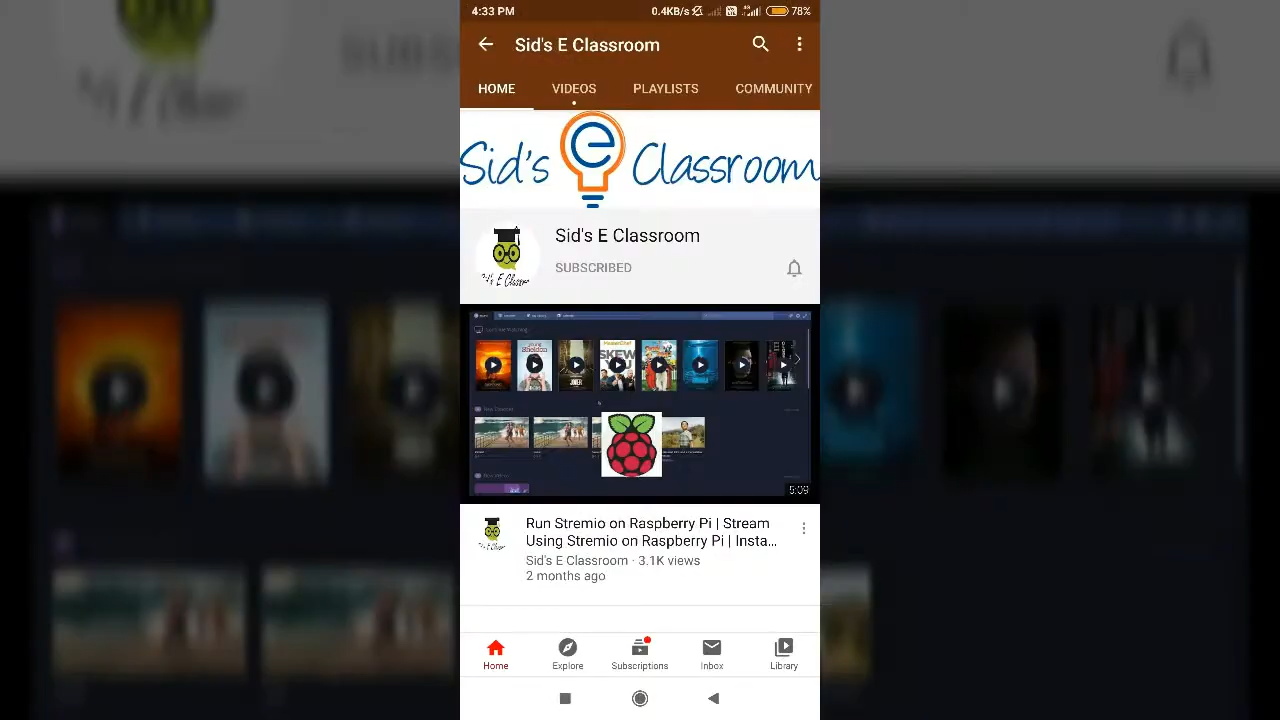 4:33 PM
0.4KB/s
78%
Sid's E Classroom
HOME
VIDEOS
PLAYLISTS
COMMUNITY
Sid's e Classroom
Sid's E Classroom
SUBSCRIBED
5:09
Run Stremio on Raspberry Pi | Stream
Using Stremio on Raspberry Pi | Insta...
Sid's E Classroom · 3.1K views
2 months ago
Home
Explore
Subscriptions
Inbox
Library